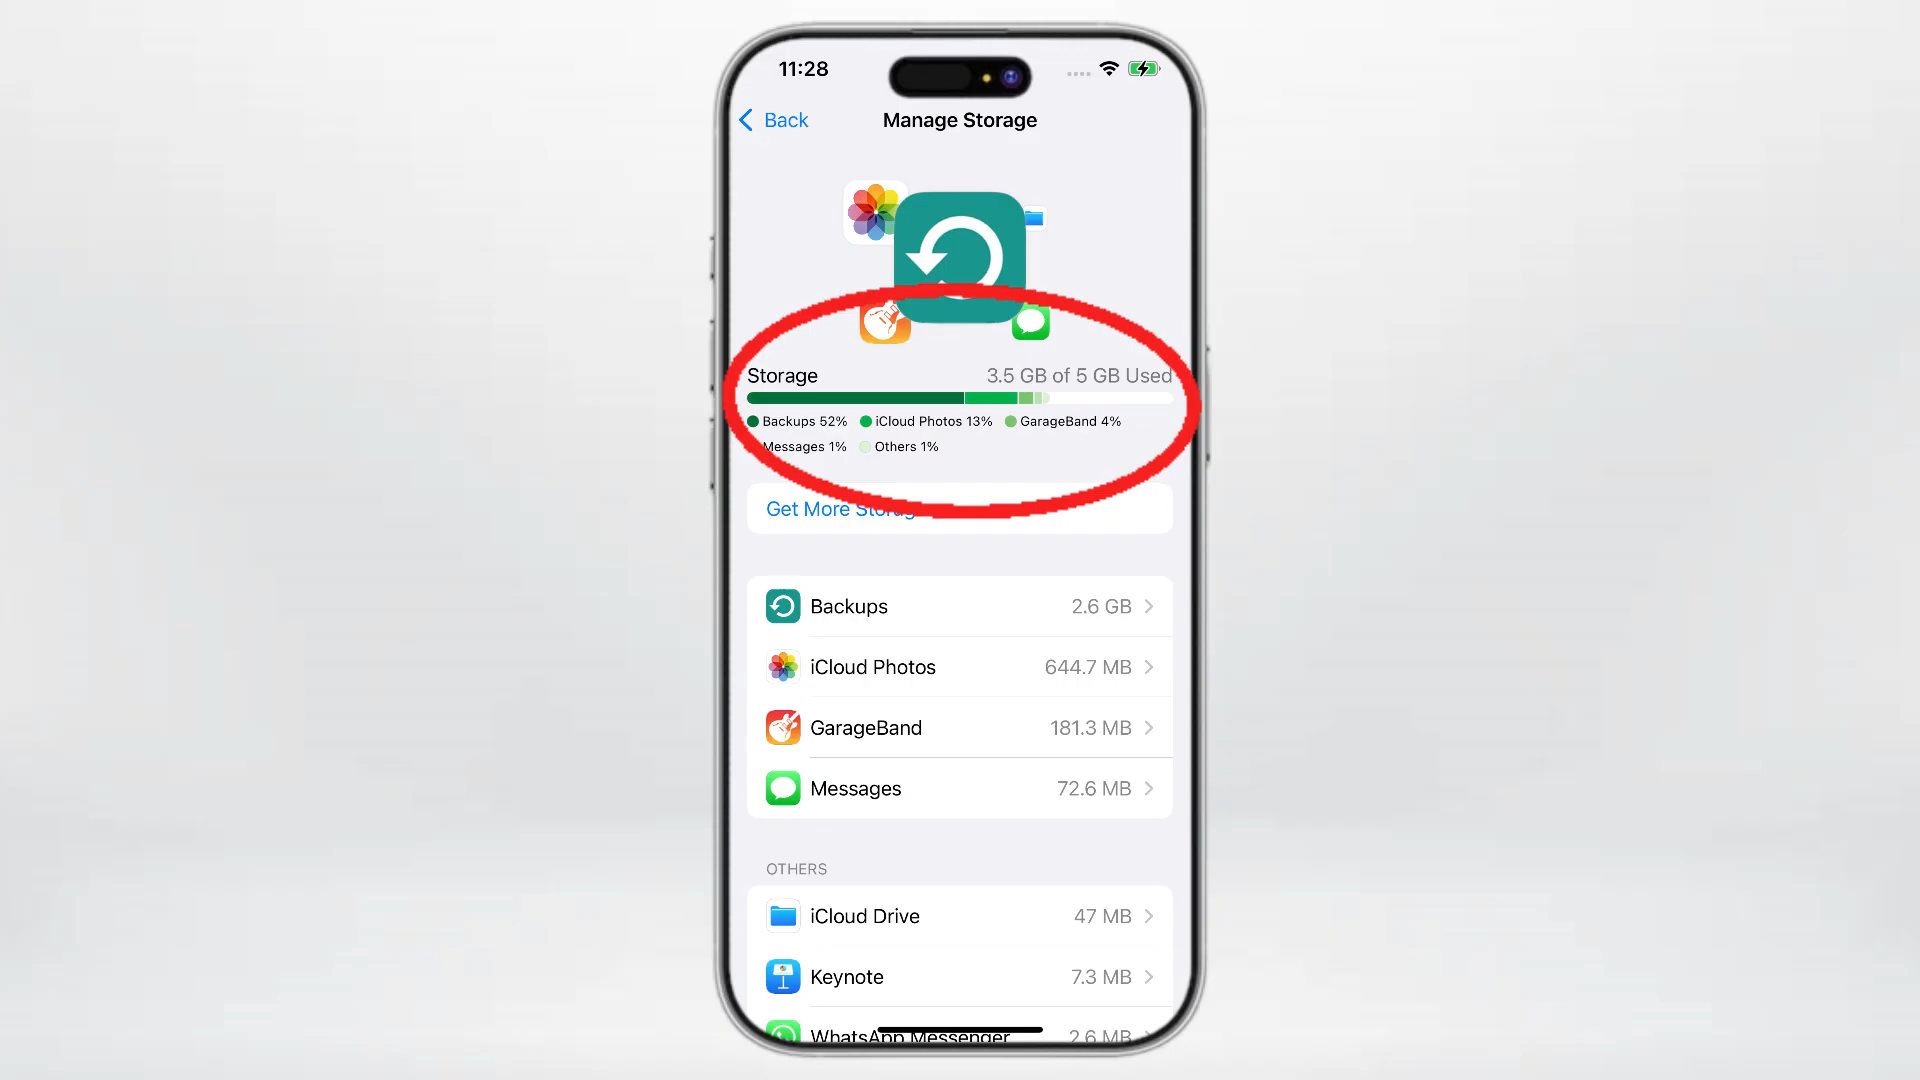 11:28
Back
Manage Storage
Storage
3.5 GB of 5 GB Used
Backups 52% iCloud Photos 13% GarageBand 4%
Messages 1% Others 1%
Get More Storage
Backups 2.6 GB
iCloud Photos 644.7 MB
GarageBand 181.3 MB
Messages 72.6 MB
OTHERS
iCloud Drive 47 MB
Keynote 7.3 MB
WhatsApp Messenger 2.6 MB